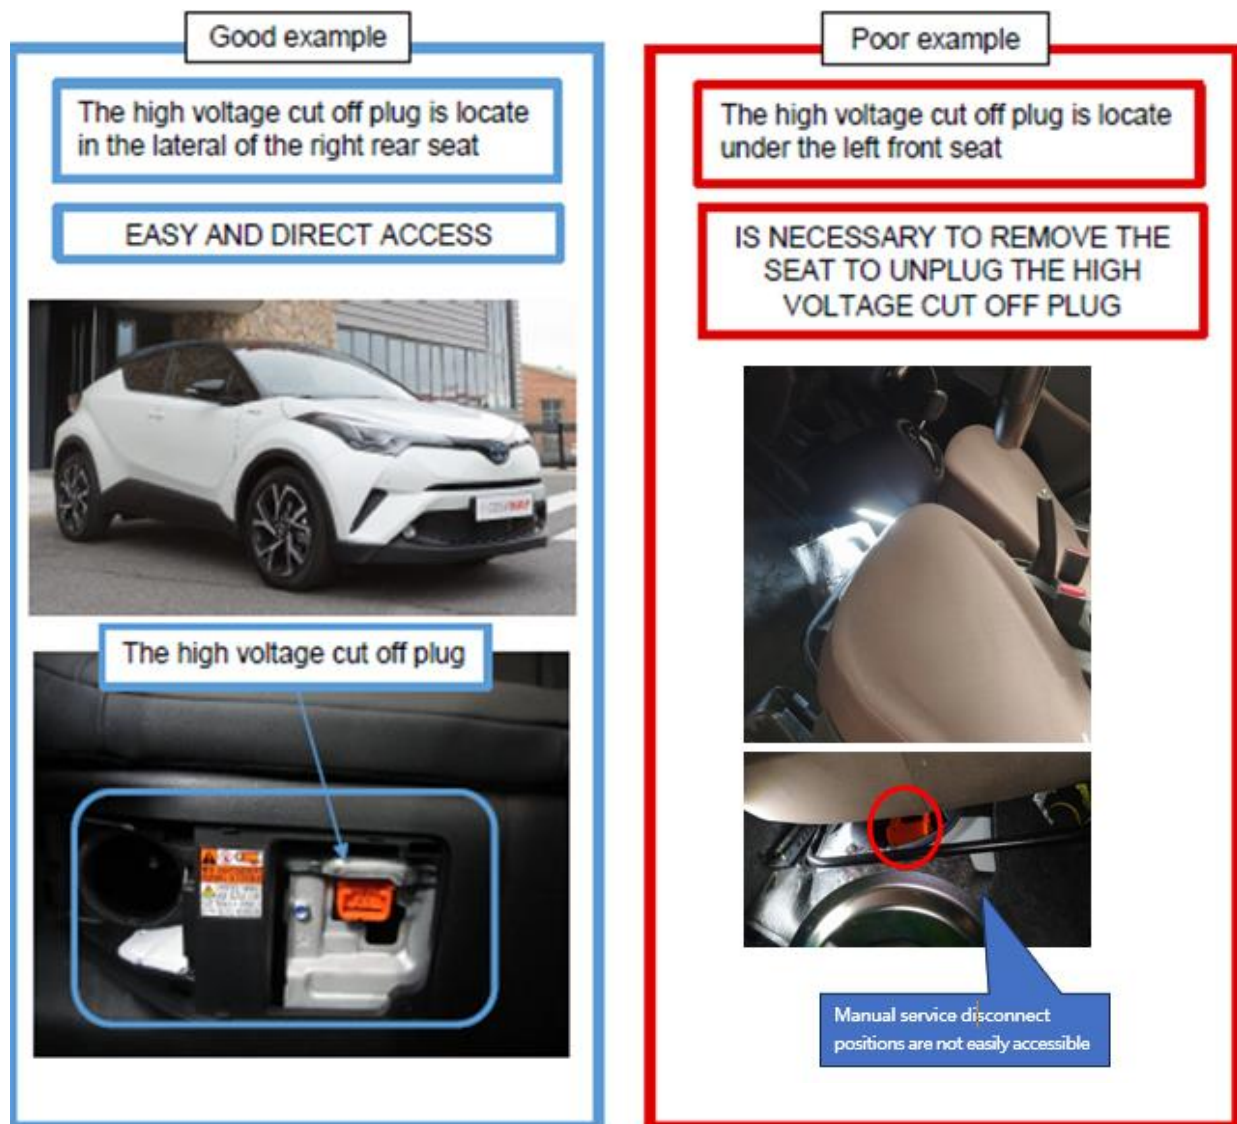 Good example
The high voltage cut off plug is locate
in the lateral of the right rear seat
EASY AND DIRECT ACCESS
The high voltage cut off plug
Poor example
The high voltage cut off plug is locate
under the left front seat
IS NECESSARY TO REMOVE THE
SEAT TO UNPLUG THE HIGH
VOLTAGE CUT OFF PLUG
Manual service disconnect
positions are not easily accessible